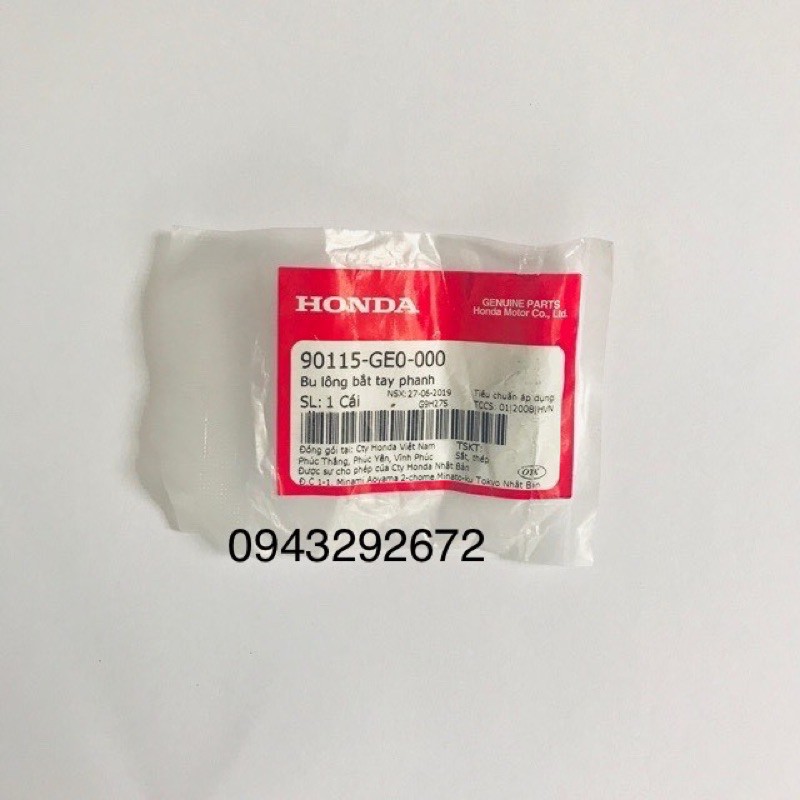 HONDA
GENUINE PARTS
Honda Motor Co., Ltd.
90115-GE0-000
Bu lông bắt tay phanh
SL: 1 Cái
NSX: 27-06-2019
G9H27S
Tiêu chuẩn áp dụng
TCCS: 01|2008|HVN
Đóng gói tại: Cty Honda Việt Nam
Phúc Thắng, Phúc Yên, Vĩnh Phúc
TSKT:
Sắt, thép
Được sự cho phép của Cty Honda Nhật Bản
Đ.C 1-1, Minami Aoyama 2-chome Minato-ku Tokyo Nhật Bản
0943292672